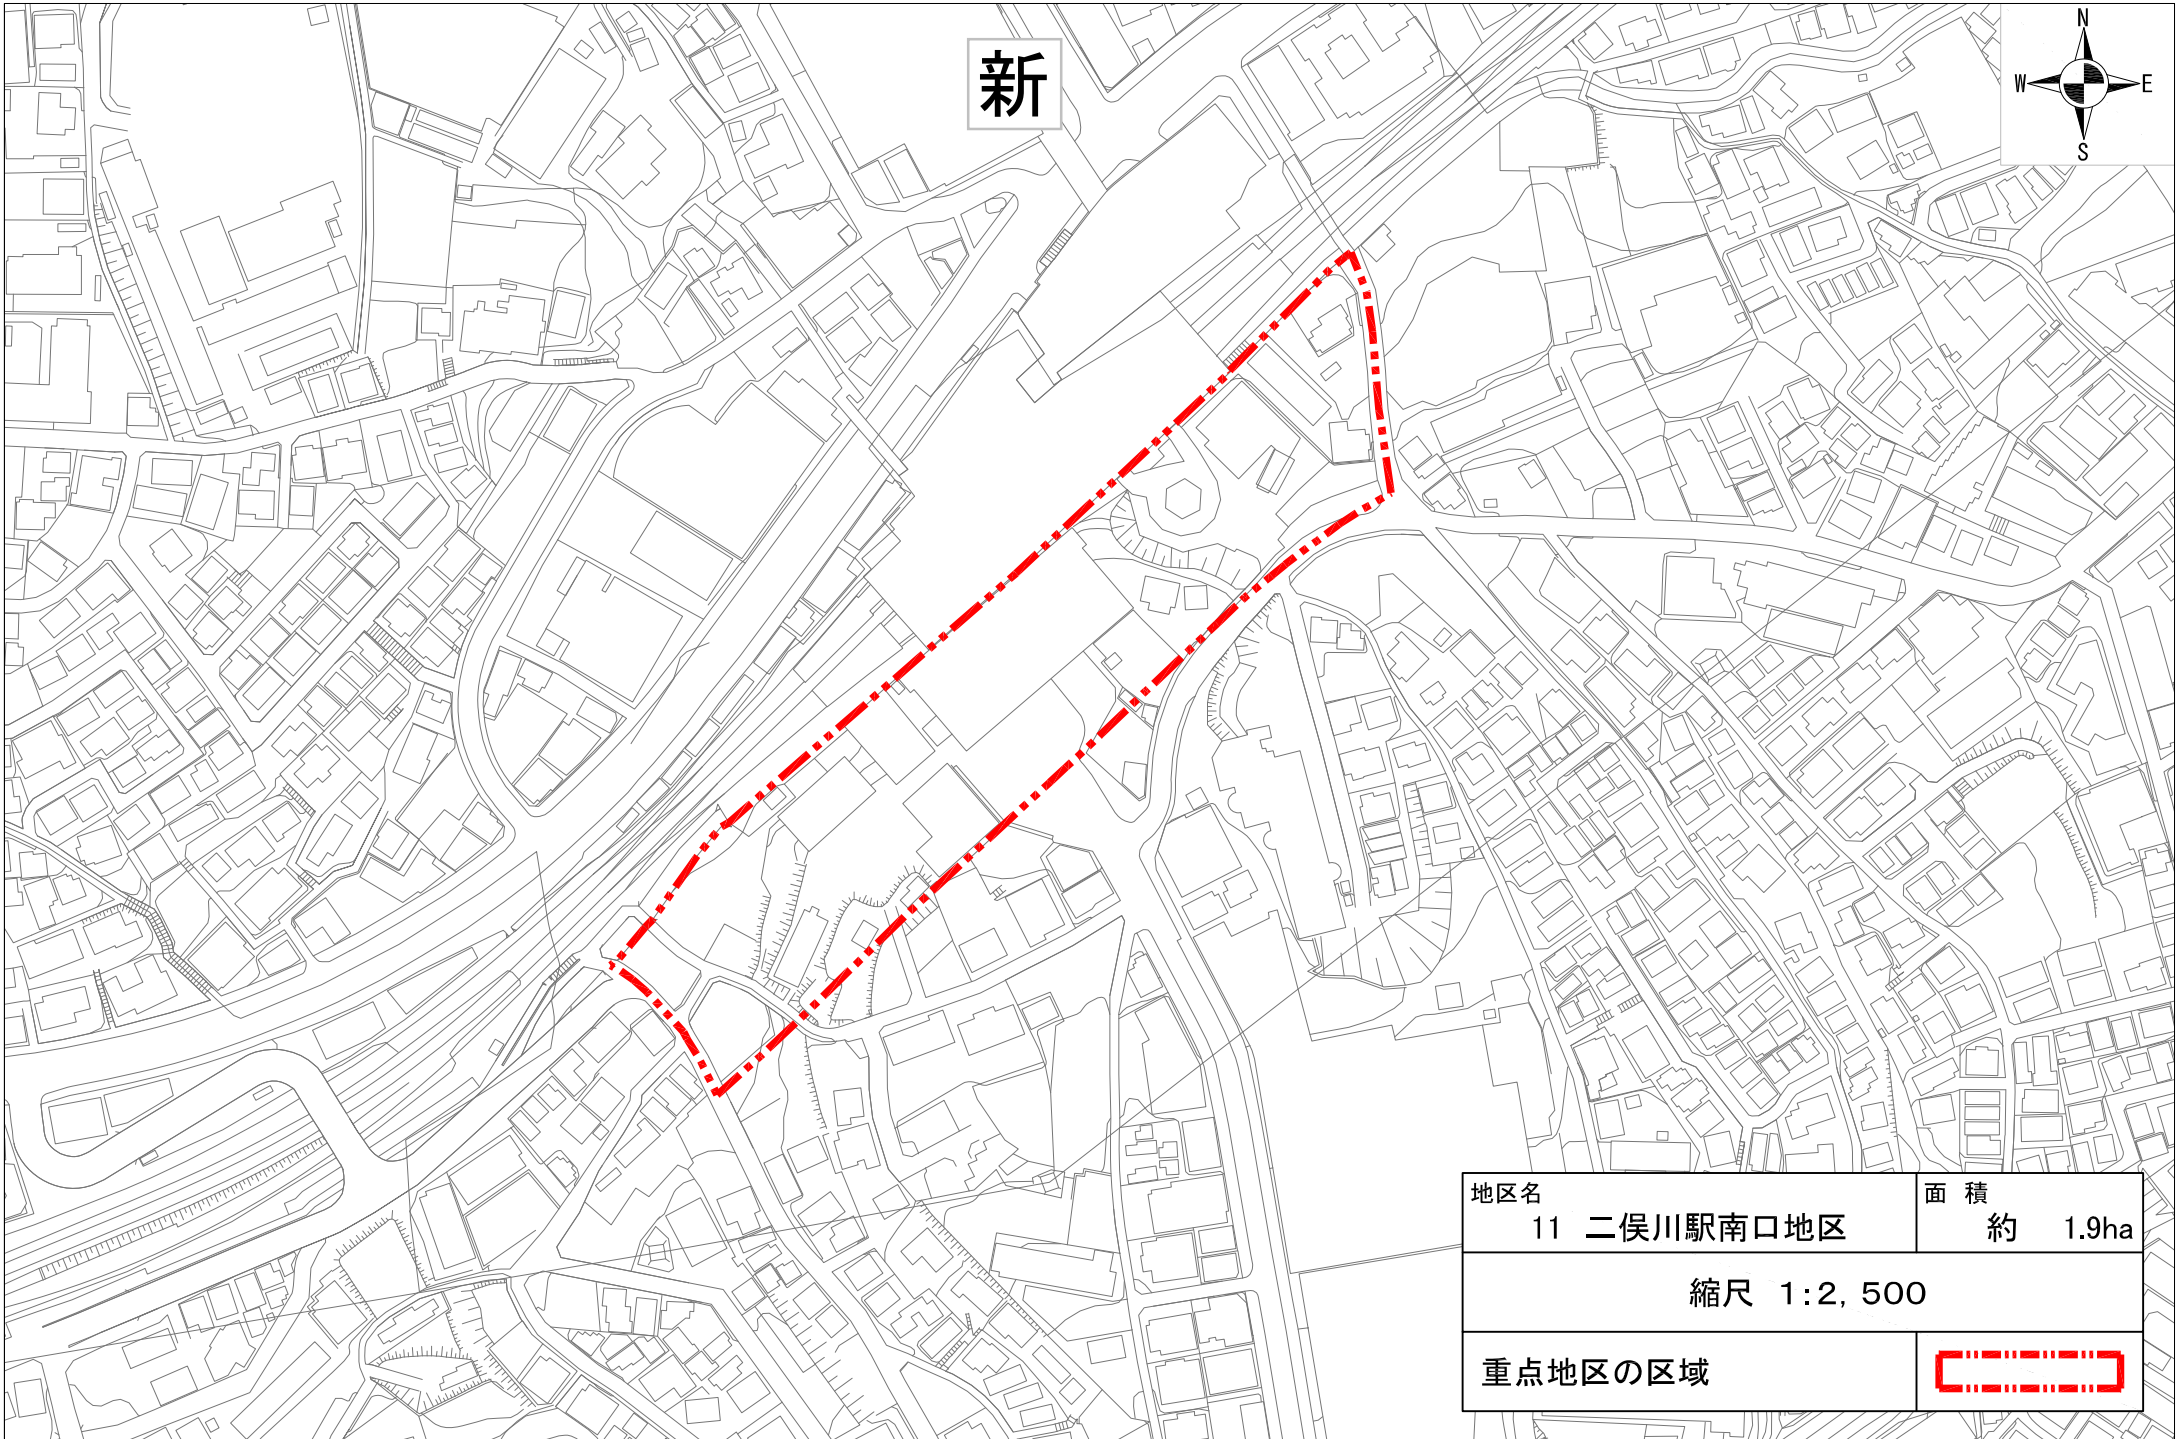 新
N
W E
S
地区名
11 二俣川駅南口地区
面 積
約 1.9ha
縮尺 1:2,500
重点地区の区域